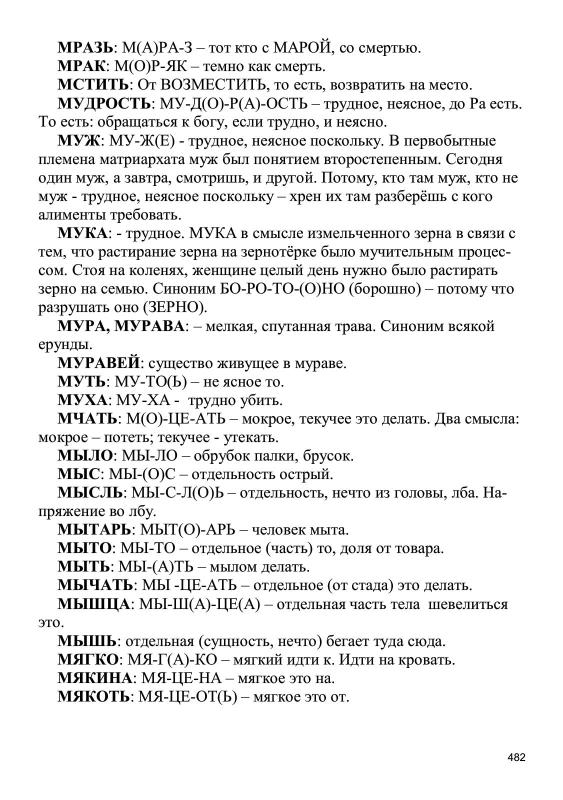 МРАЗЬ: М(А)РА-З – тот кто с МАРОЙ, со смертью.
МРАК: М(О)Р-ЯК – темно как смерть.
МСТИТЬ: От ВОЗМЕСТИТЬ, то есть, возвратить на место.
МУДРОСТЬ: МУ-Д(О)-Р(А)-ОСТЬ – трудное, неясное, до Ра есть.
То есть: обращаться к богу, если трудно, и неясно.
МУЖ: МУ-Ж(Е) - трудное, неясное поскольку. В первобытные
племена матриархата муж был понятием второстепенным. Сегодня
один муж, а завтра, смотришь, и другой. Потому, кто там муж, кто не
муж - трудное, неясное поскольку – хрен их там разберёшь с кого
алименты требовать.
МУКА: - трудное. МУКА в смысле измельченного зерна в связи с
тем, что растирание зерна на зернотёрке было мучительным процес-
сом. Стоя на коленях, женщине целый день нужно было растирать
зерно на семью. Синоним БО-РО-ТО-(О)НО (борошно) – потому что
разрушать оно (ЗЕРНО).
МУРА, МУРАВА: – мелкая, спутанная трава. Синоним всякой
ерунды.
МУРАВЕЙ: существо живущее в мураве.
МУТЬ: МУ-ТО(Ь) – не ясное то.
МУХА: МУ-ХА -  трудно убить.
МЧАТЬ: М(О)-ЦЕ-АТЬ – мокрое, текучее это делать. Два смысла:
мокрое – потеть; текучее - утекать.
МЫЛО: МЫ-ЛО – обрубок палки, брусок.
МЫС: МЫ-(О)С – отдельность острый.
МЫСЛЬ: МЫ-С-Л(О)Ь – отдельность, нечто из головы, лба. На-
пряжение во лбу.
МЫТАРЬ: МЫТ(О)-АРЬ – человек мыта.
МЫТО: МЫ-ТО – отдельное (часть) то, доля от товара.
МЫТЬ: МЫ-(А)ТЬ – мылом делать.
МЫЧАТЬ: МЫ -ЦЕ-АТЬ – отдельное (от стада) это делать.
МЫШЦА: МЫ-Ш(А)-ЦЕ(А) – отдельная часть тела  шевелиться
это.
МЫШЬ: отдельная (сущность, нечто) бегает туда сюда.
МЯГКО: МЯ-Г(А)-КО – мягкий идти к. Идти на кровать.
МЯКИНА: МЯ-ЦЕ-НА – мягкое это на.
МЯКОТЬ: МЯ-ЦЕ-ОТ(Ь) – мягкое это от.
482